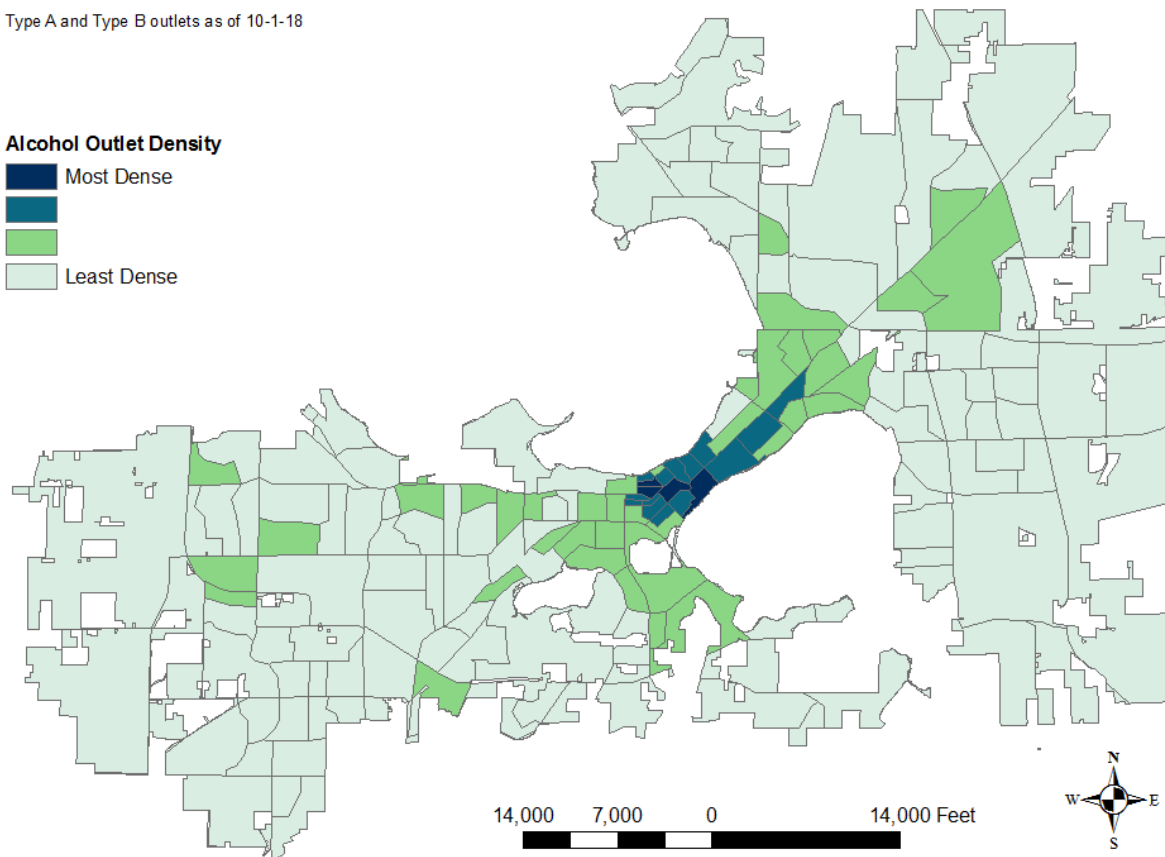 Type A and Type B outlets as of 10-1-18
Alcohol Outlet Density
Most Dense
Least Dense
14,000 7,000 0 14,000 Feet
N
W E
S